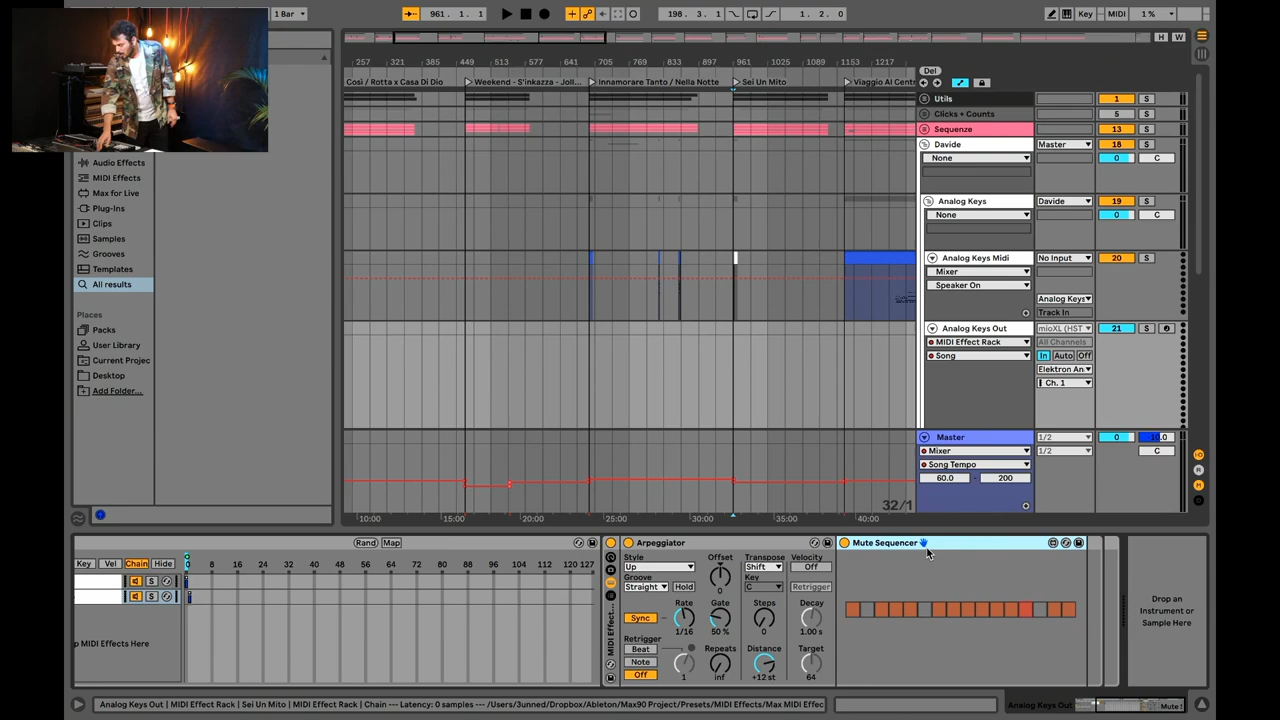 1 Bar
961. 1. 1
198. 3. 1
1. 2. 0
Key
MIDI
1 %
H W
257 321 385 449 513 577 641 705 769 833 897 961 1025 1089 1153 1217
Del
Così / Rotta x Casa Di Dio
Weekend - S'inkazza - Joll...
Innamorare Tanto / Nella Notte
Sei Un Mito
Viaggio Al Cent
Utils 1 S
Clicks + Counts 5 S
Sequenze 13 S
Davide Master 18 S
None 0 C
Analog Keys Davide 19 S
None 0 C
Analog Keys Midi No Input 20 S
Mixer
Speaker On
Analog Keys
Track In
Analog Keys Out mioXL (HST 21 S
MIDI Effect Rack All Channels
Song In Auto Off
Elektron An
Ch. 1
Master 1/2 0
Mixer 1/2 C
Song Tempo
60.0 200
32/1
10:00 15:00 20:00 25:00 30:00 35:00 40:00
Audio Effects
MIDI Effects
Max for Live
Plug-Ins
Clips
Samples
Grooves
Templates
All results
Places
Packs
User Library
Current Projec
Desktop
Add Folder...
Rand Map
Key Vel Chain Hide
0 8 16 24 32 40 48 56 64 72 80 88 96 104 112 120 127
S
S
p MIDI Effects Here
MIDI Effect...
Arpeggiator
Style
Up
Groove
Straight Hold
Offset
0
Transpose
Shift
Key
C
Velocity
Off
Retrigger
Sync
Rate
1/16
Gate
50 %
Steps
0
Decay
1.00 s
Retrigger
Beat
Note
Off
1
Repeats
inf
Distance
+12 st
Target
64
Mute Sequencer
Drop an
Instrument or
Sample Here
Analog Keys Out | MIDI Effect Rack | Sei Un Mito | MIDI Effect Rack | Chain --- Latency: 0 samples --- /Users/3unned/Dropbox/Ableton/Max90 Project/Presets/MIDI Effects/Max MIDI Effec
Analog Keys Out
Mute